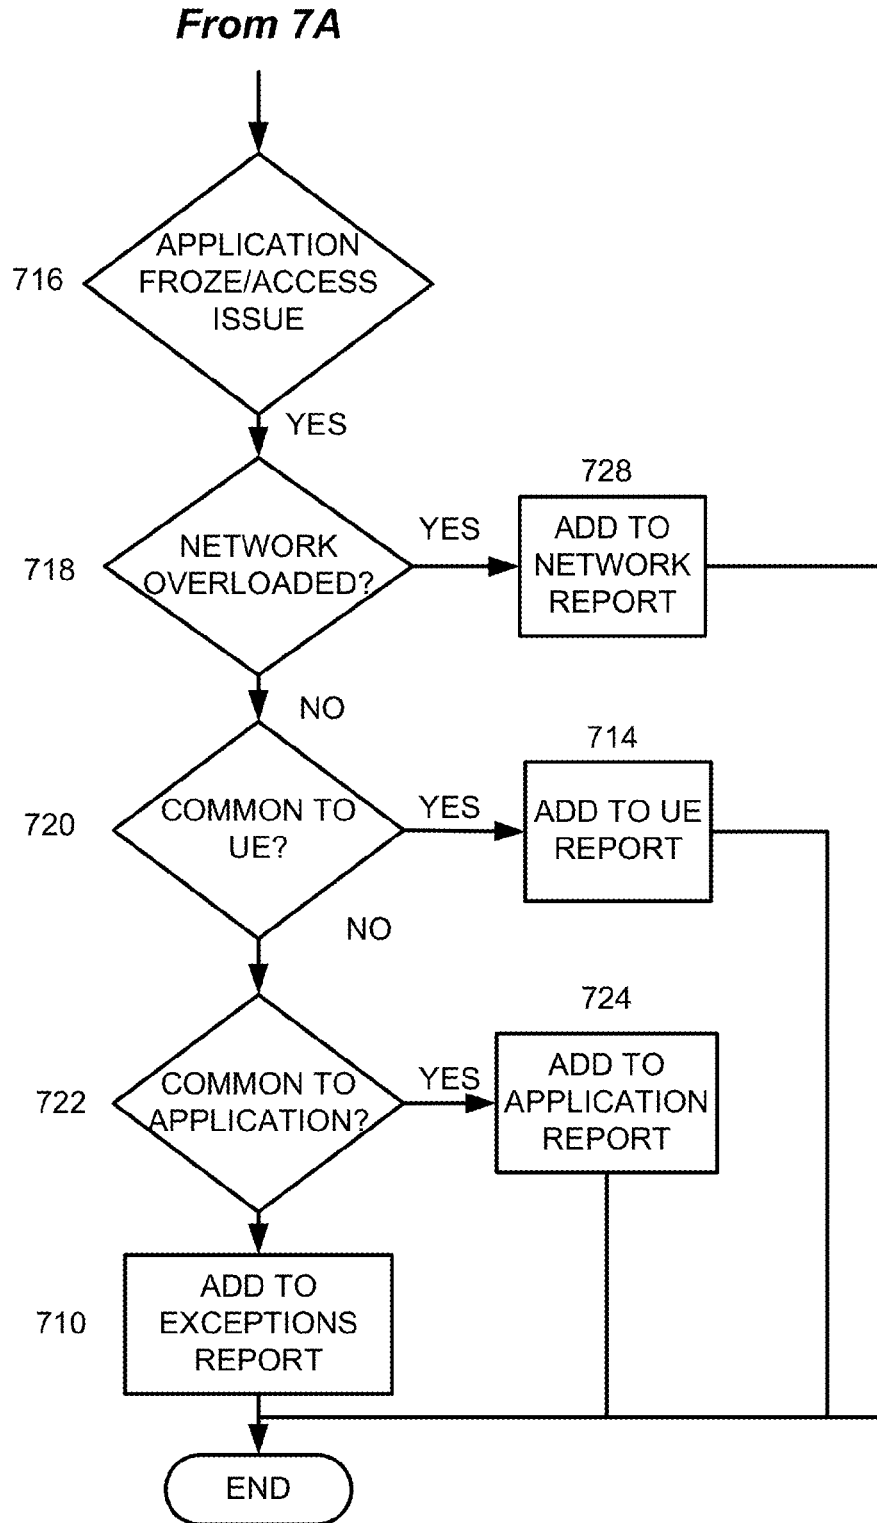 From 7A
716
APPLICATION
FROZE/ACCESS
ISSUE
YES
718
NETWORK
OVERLOADED?
YES
728
ADD TO
NETWORK
REPORT
NO
720
COMMON TO
UE?
YES
714
ADD TO UE
REPORT
NO
722
COMMON TO
APPLICATION?
YES
724
ADD TO
APPLICATION
REPORT
710
ADD TO
EXCEPTIONS
REPORT
END